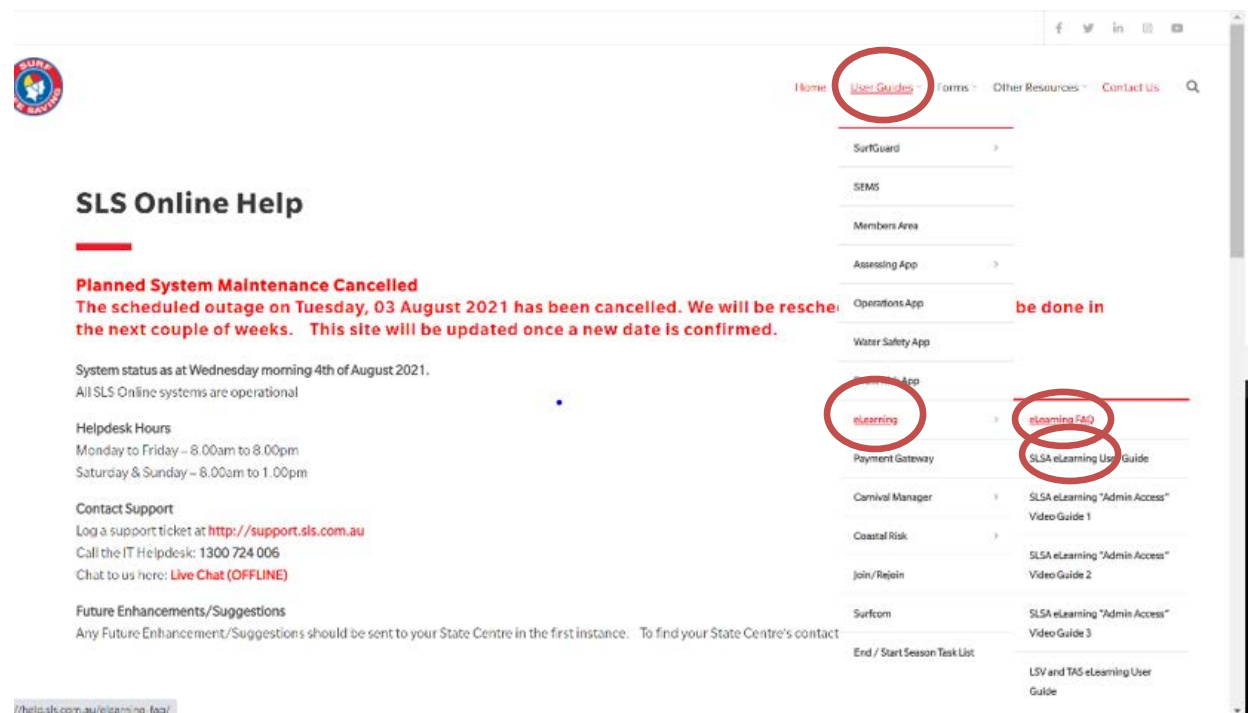 SURF
SAVING
Home User Guides Forms Other Resources Contact Us
SurfGuard
SEMS
Members Area
Assessing App
Operations App
Water Safety App
App
eLearning
Payment Gateway
Carnival Manager
Coastal Risk
Join/Rejoin
Surfcom
End / Start Season Task List
eLearning FAQ
SLSA eLearning User Guide
SLSA eLearning "Admin Access"
Video Guide 1
SLSA eLearning "Admin Access"
Video Guide 2
SLSA eLearning "Admin Access"
Video Guide 3
LSV and TAS eLearning User
Guide
SLS Online Help
Planned System Maintenance Cancelled
The scheduled outage on Tuesday, 03 August 2021 has been cancelled. We will be resche be done in
the next couple of weeks. This site will be updated once a new date is confirmed.
System status as at Wednesday morning 4th of August 2021.
All SLS Online systems are operational
Helpdesk Hours
Monday to Friday – 8.00am to 8.00pm
Saturday & Sunday – 8.00am to 1.00pm
Contact Support
Log a support ticket at http://support.sls.com.au
Call the IT Helpdesk: 1300 724 006
Chat to us here: Live Chat (OFFLINE)
Future Enhancements/Suggestions
Any Future Enhancement/Suggestions should be sent to your State Centre in the first instance. To find your State Centre's contact
//help.sls.com.au/elearning-faq/